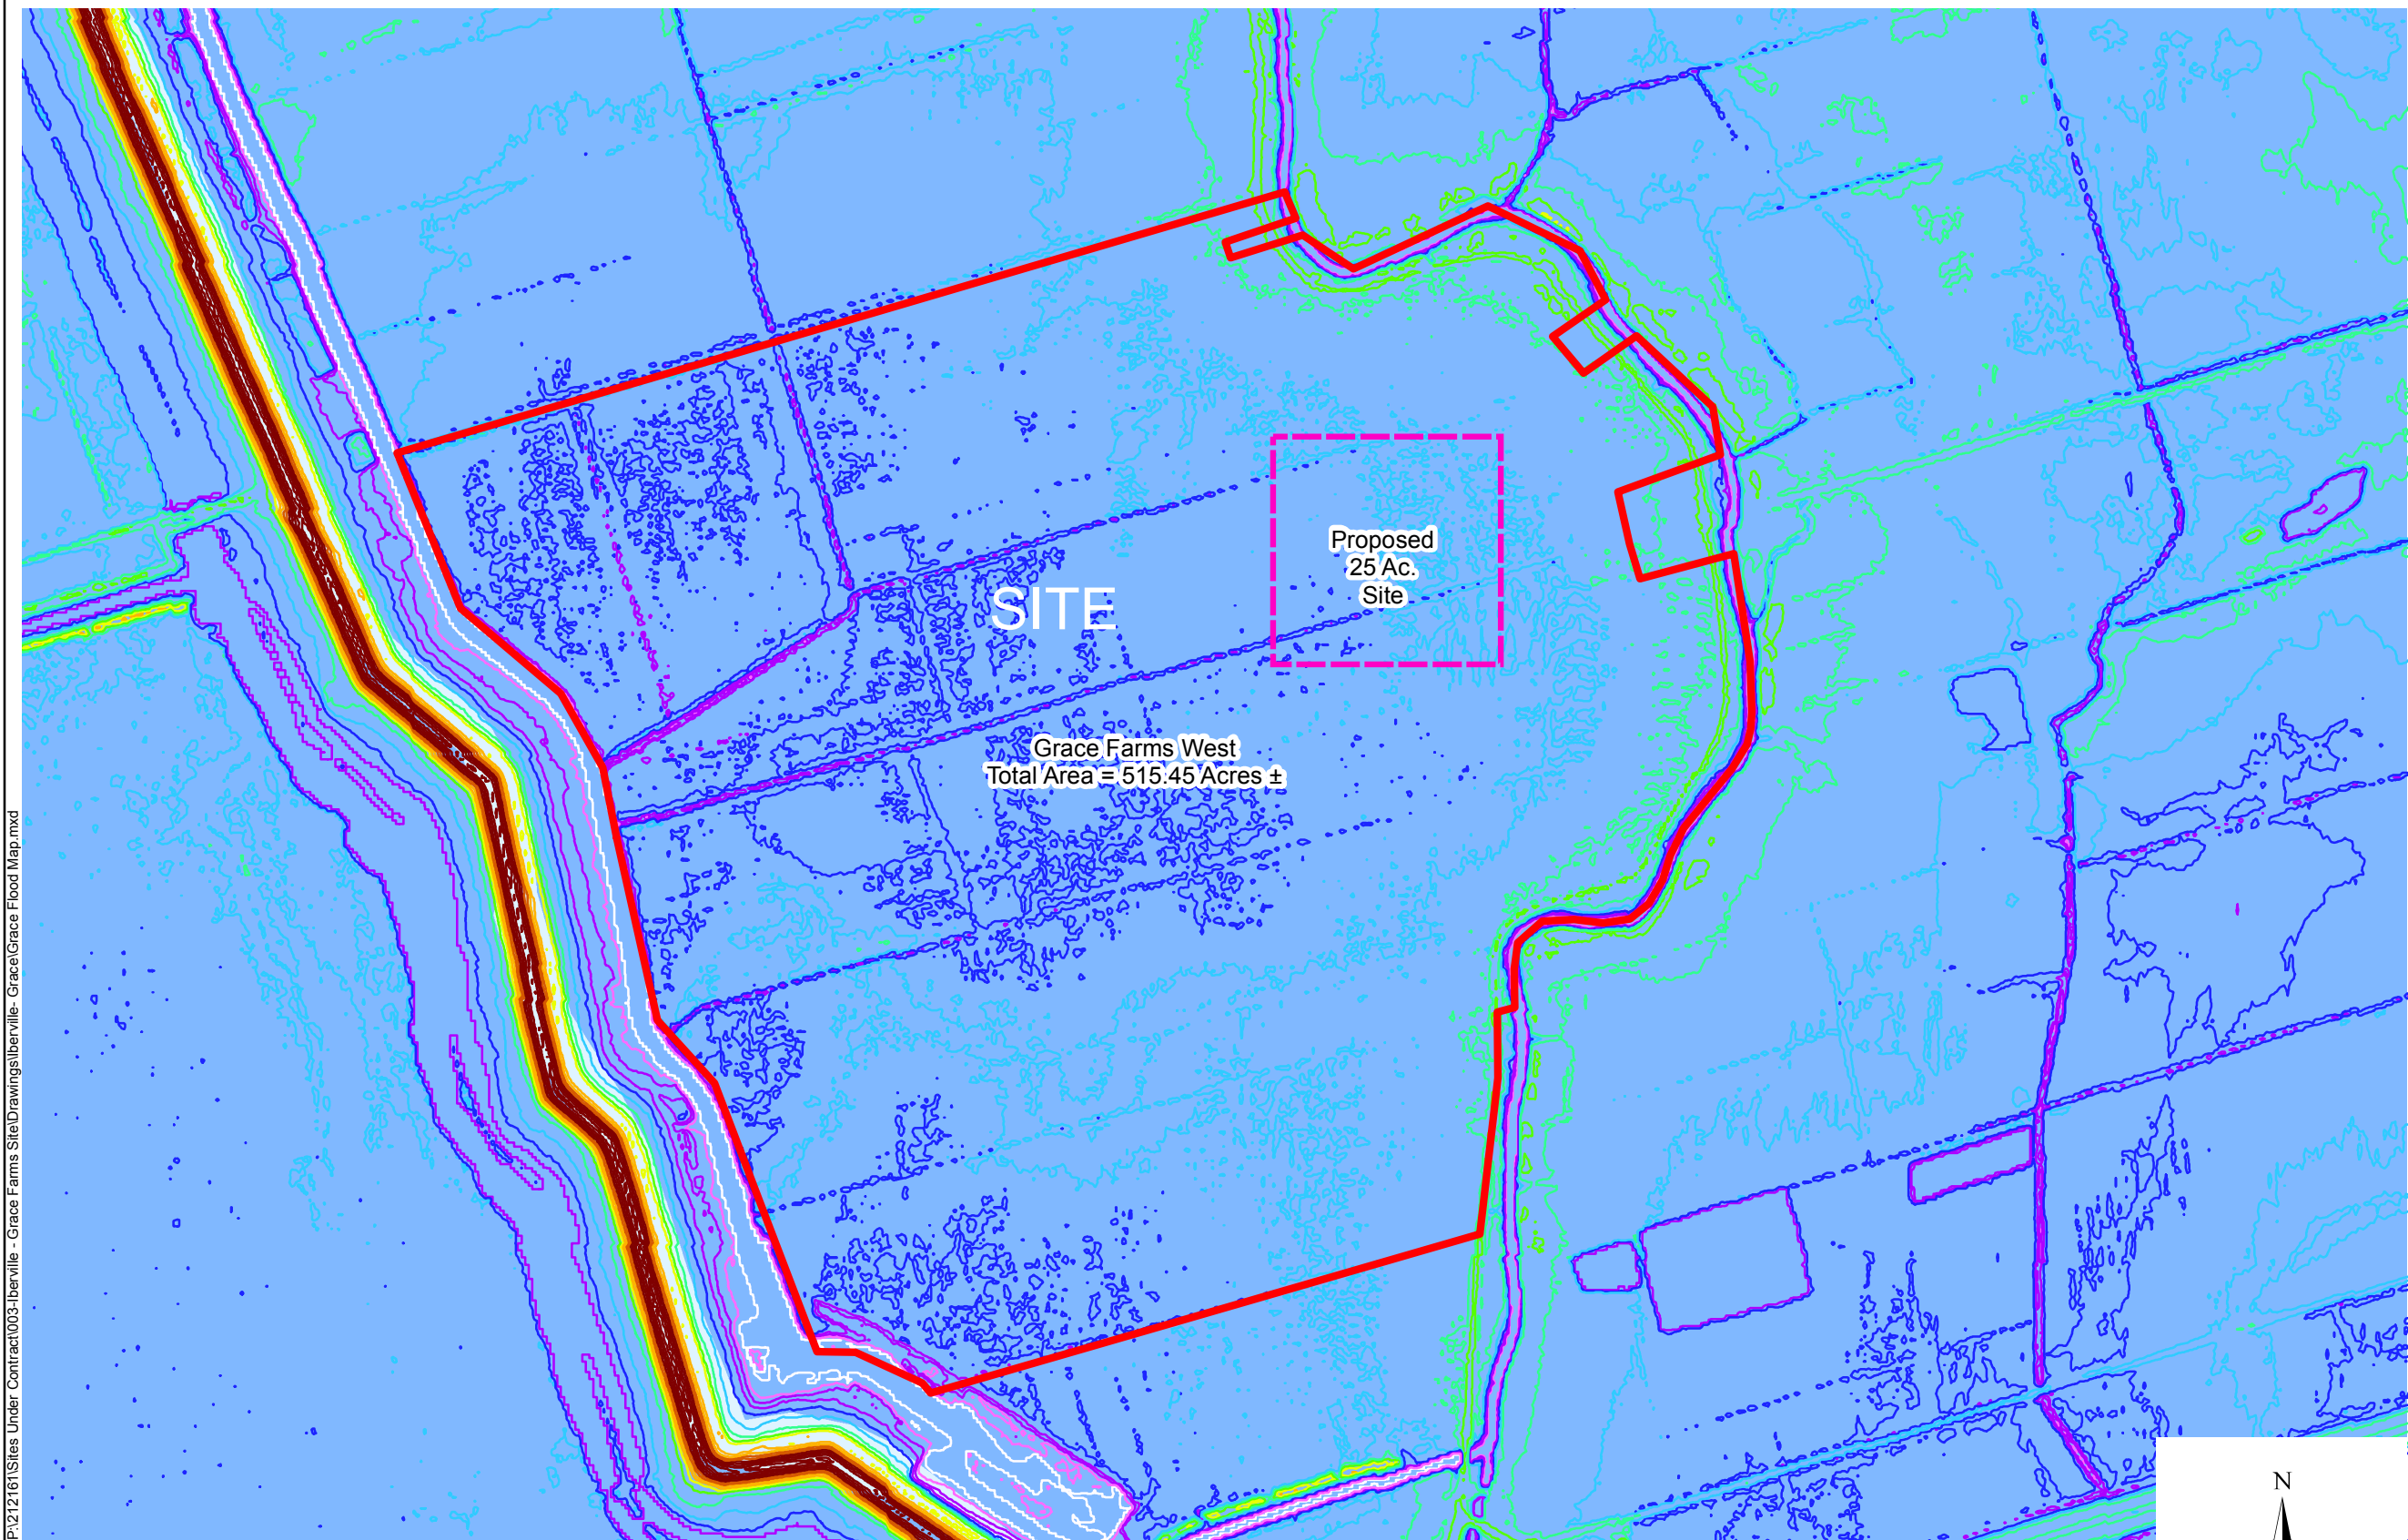 Proposed
25 Ac.
Site
SITE
Grace Farms West
Total Area = 515.45 Acres ±
P:\212161\Sites Under Contract\003-Iberville - Grace Farms Site\Drawings\Iberville- Grace\Grace Flood Map.mxd
N